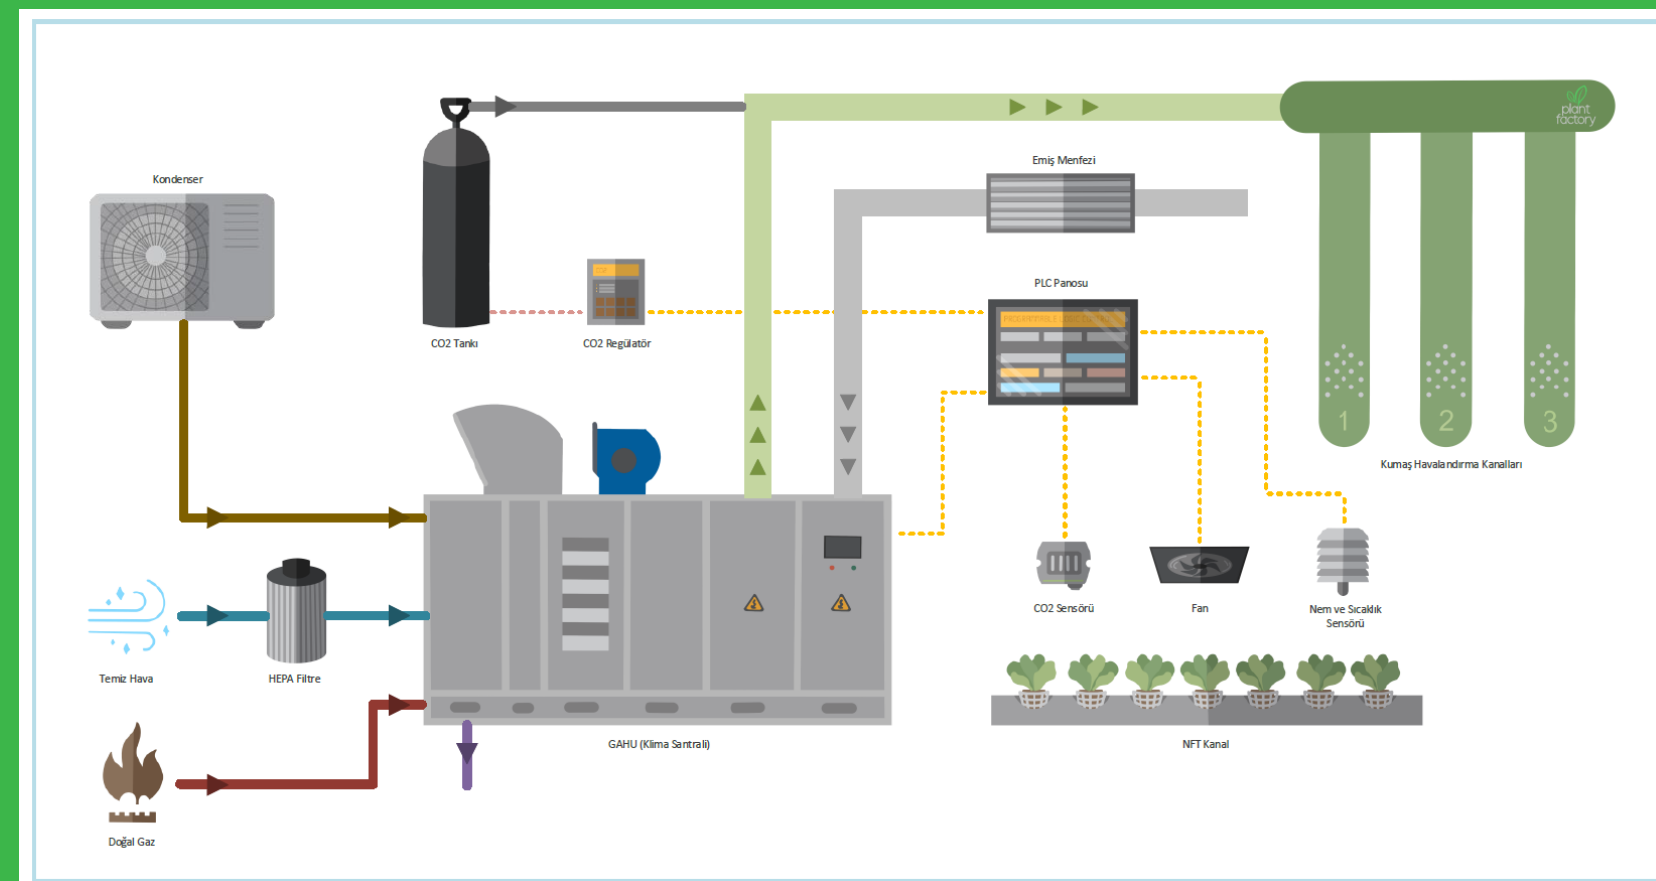 plant
factory
Emiş Menfezi
Kondenser
PLC Panosu
CO2 Tankı
CO2 Regülatör
1
2
3
Kumaş Havalandırma Kanalları
CO2 Sensörü
Fan
Nem ve Sıcaklık
Sensörü
Temiz Hava
HEPA Filtre
GAHU (Klima Santrali)
NFT Kanal
Doğal Gaz